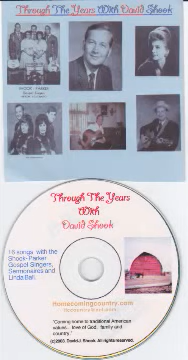 Through The Years With David Shook
SHOOK - PARKER
Through The Years
With
David Shook
18 songs with the
Shook-Parker
Gospel Singers,
Sermonaires and
Linda Ball.
Homecomingcountry.com
"Coming home to traditional American
values... love of God, family and
country."
(c)2003. David J. Shook. All rights reserved.